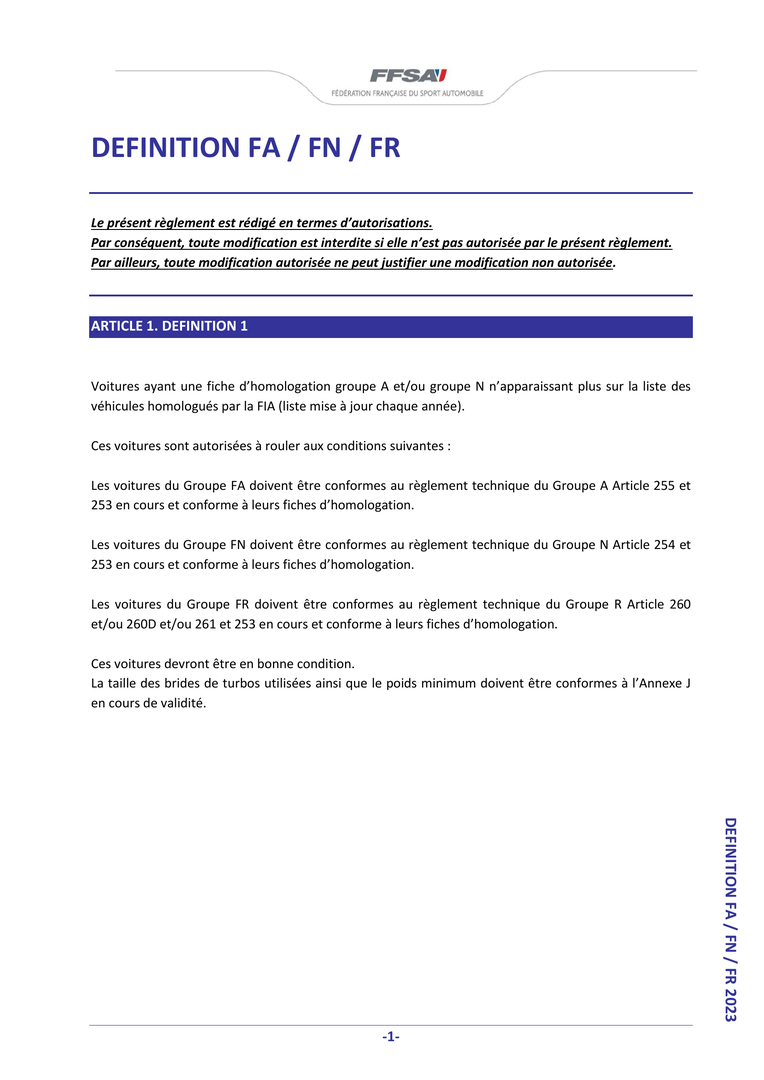 FFSA
FÉDÉRATION FRANÇAISE DU SPORT AUTOMOBILE
DEFINITION FA / FN / FR
Le présent règlement est rédigé en termes d’autorisations.
Par conséquent, toute modification est interdite si elle n’est pas autorisée par le présent règlement.
Par ailleurs, toute modification autorisée ne peut justifier une modification non autorisée.
ARTICLE 1. DEFINITION 1
Voitures ayant une fiche d’homologation groupe A et/ou groupe N n’apparaissant plus sur la liste des
véhicules homologués par la FIA (liste mise à jour chaque année).
Ces voitures sont autorisées à rouler aux conditions suivantes :
Les voitures du Groupe FA doivent être conformes au règlement technique du Groupe A Article 255 et
253 en cours et conforme à leurs fiches d’homologation.
Les voitures du Groupe FN doivent être conformes au règlement technique du Groupe N Article 254 et
253 en cours et conforme à leurs fiches d’homologation.
Les voitures du Groupe FR doivent être conformes au règlement technique du Groupe R Article 260
et/ou 260D et/ou 261 et 253 en cours et conforme à leurs fiches d’homologation.
Ces voitures devront être en bonne condition.
La taille des brides de turbos utilisées ainsi que le poids minimum doivent être conformes à l’Annexe J
en cours de validité.
DEFINITION FA / FN / FR 2023
-1-